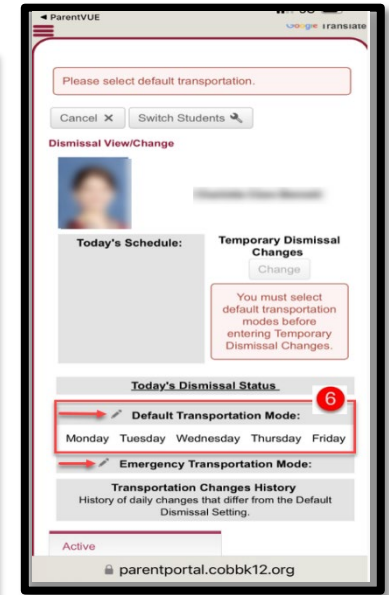 ◄ ParentVUE
Google Translate
Please select default transportation.
Cancel ✕ Switch Students
Dismissal View/Change
Today's Schedule:
Temporary Dismissal
Changes
Change
You must select
default transportation
modes before
entering Temporary
Dismissal Changes.
Today's Dismissal Status
6
Default Transportation Mode:
Monday Tuesday Wednesday Thursday Friday
Emergency Transportation Mode:
Transportation Changes History
History of daily changes that differ from the Default
Dismissal Setting.
Active
parentportal.cobbk12.org